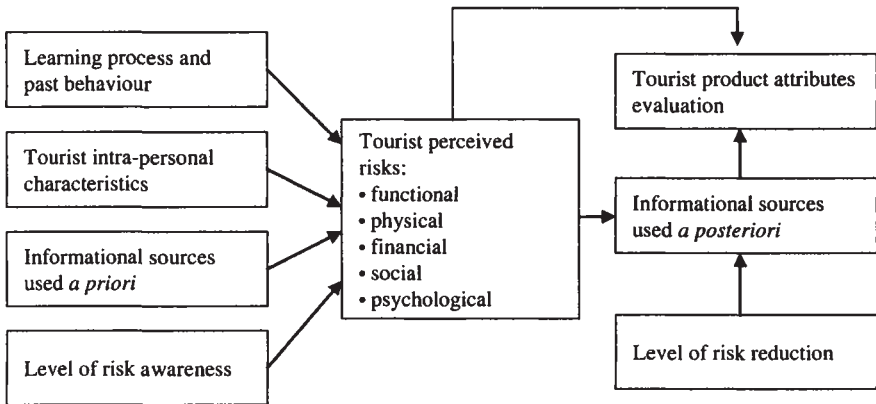 Learning process and
past behaviour
Tourist intra-personal
characteristics
Informational sources
used a priori
Level of risk awareness
Tourist perceived
risks:
• functional
• physical
• financial
• social
• psychological
Tourist product attributes
evaluation
Informational sources
used a posteriori
Level of risk reduction